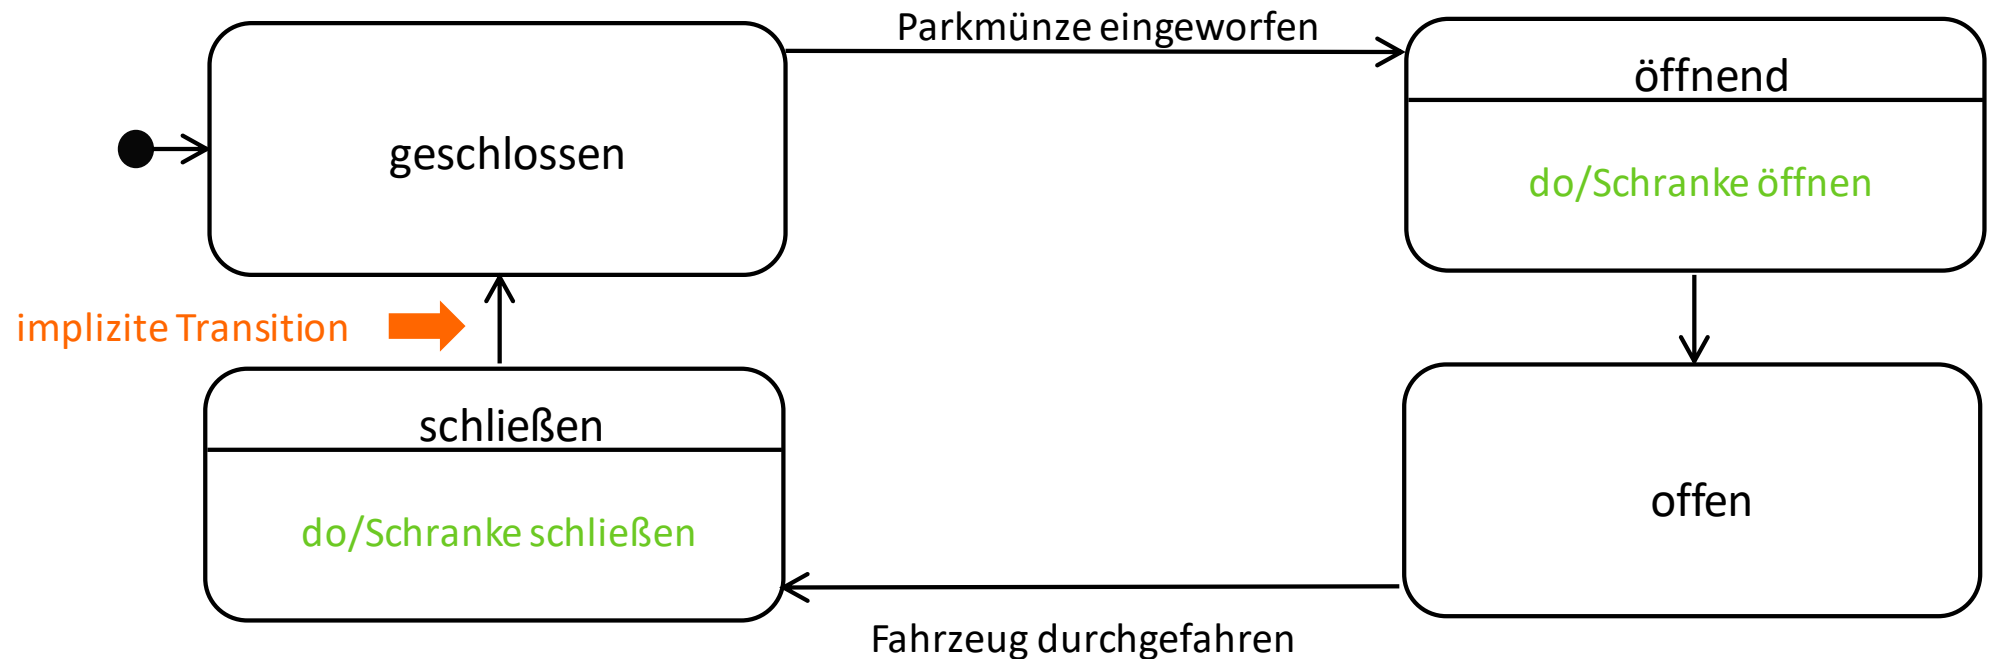 Parkmünze eingeworfen
geschlossen
öffnend
do/Schranke öffnen
implizite Transition
schließen
do/Schranke schließen
offen
Fahrzeug durchgefahren